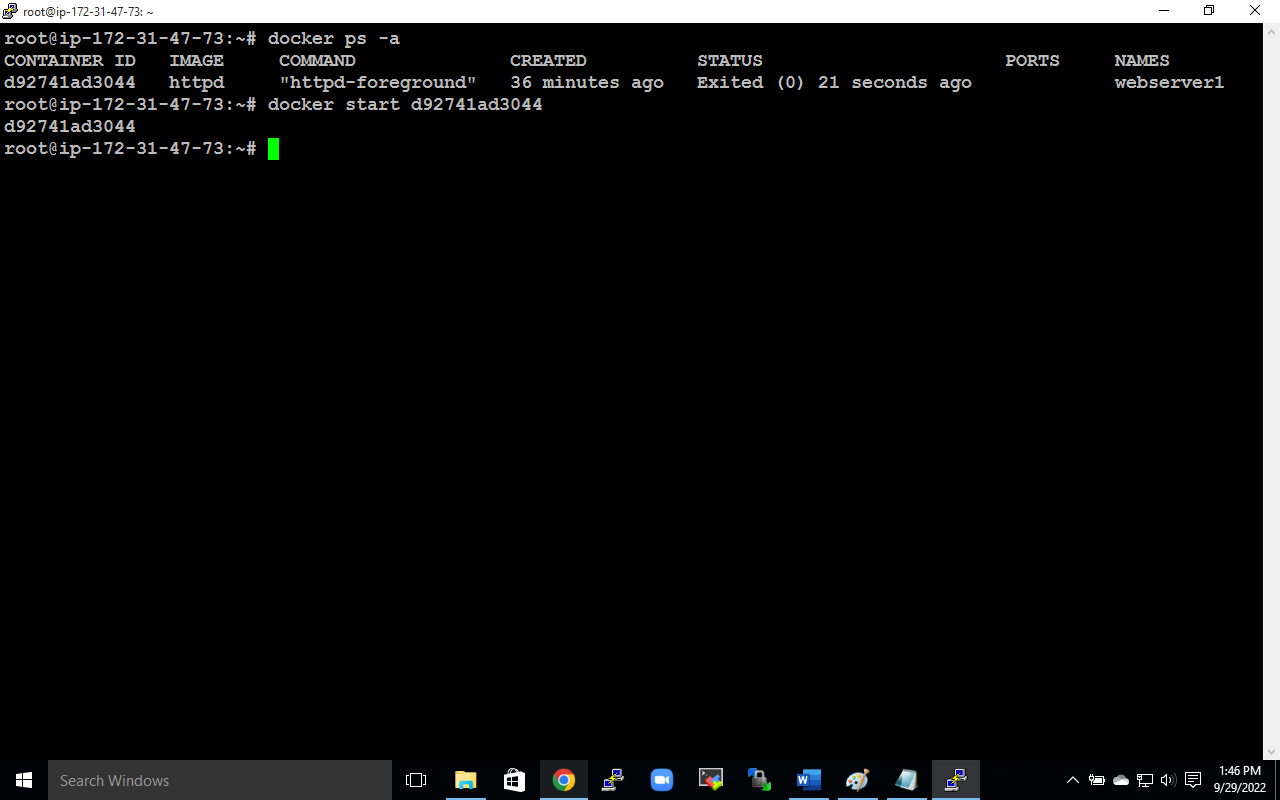 root@ip-172-31-47-73: ~
root@ip-172-31-47-73:~# docker ps -a
CONTAINER ID   IMAGE     COMMAND              CREATED          STATUS                      PORTS     NAMES
d92741ad3044   httpd     "httpd-foreground"   36 minutes ago   Exited (0) 21 seconds ago             webserver1
root@ip-172-31-47-73:~# docker start d92741ad3044
d92741ad3044
root@ip-172-31-47-73:~#
Search Windows
1:46 PM
9/29/2022